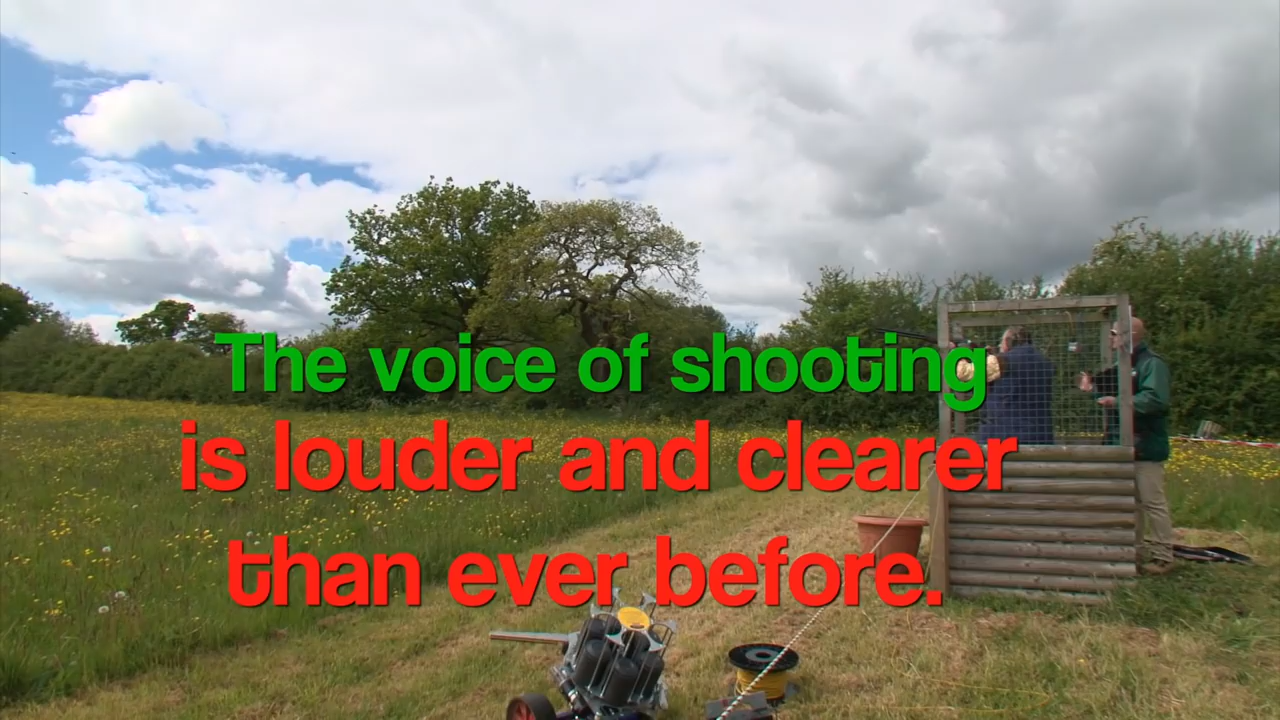 The voice of shooting
is louder and clearer
than ever before.